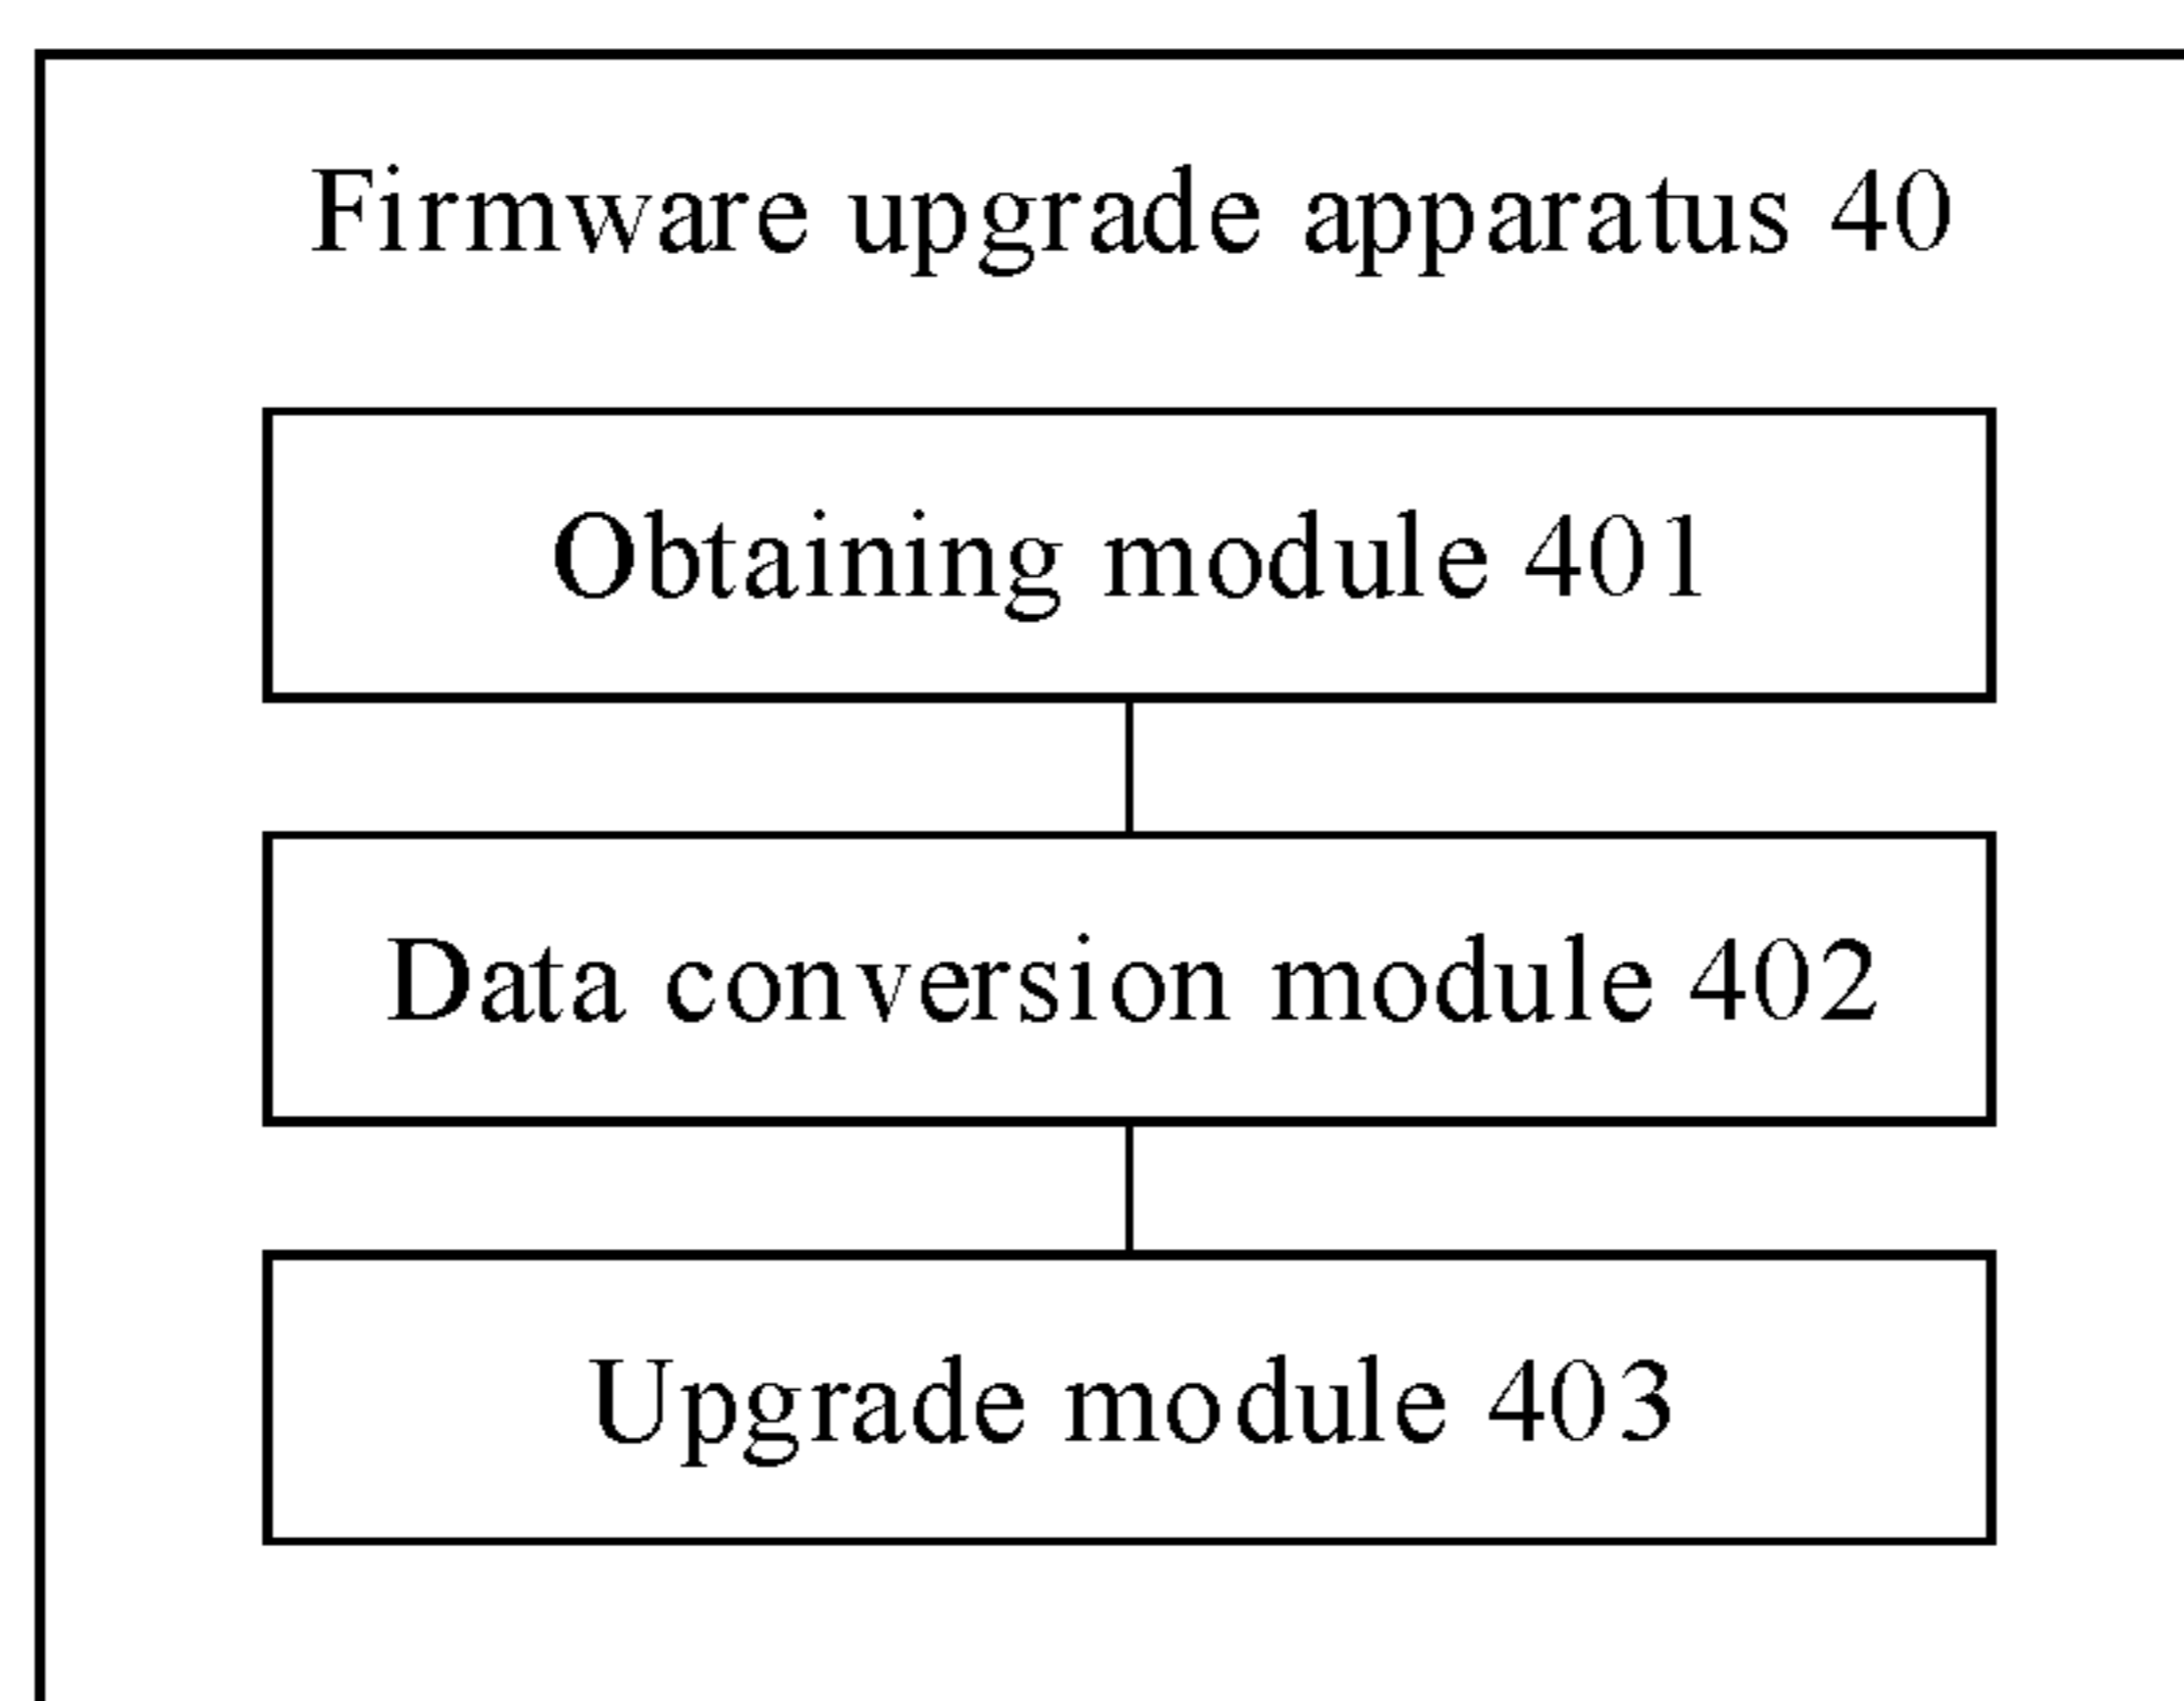 Firmware upgrade apparatus 40
Obtaining module 401
Data conversion module 402
Upgrade module 403